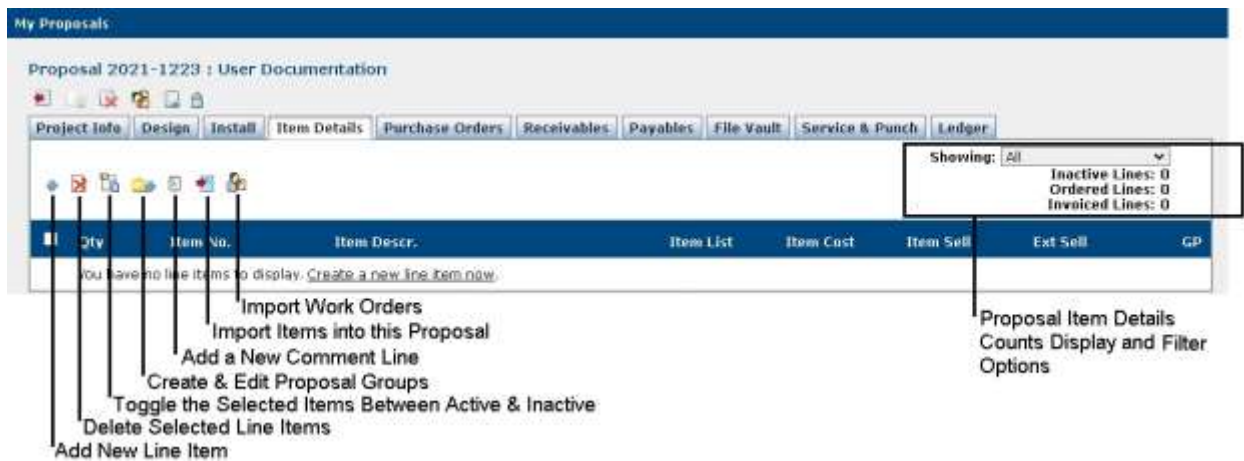 My Proposals
Proposal 2021-1223 : User Documentation
Project Info Design Install Item Details Purchase Orders Receivables Payables File Vault Service & Punch Ledger
Showing: All
Inactive Lines: 0
Ordered Lines: 0
Invoiced Lines: 0
Qty Item No. Item Descr. Item List Item Cost Item Sell Ext Sell GP
You have no line items to display. Create a new line item now.
Import Work Orders
Import Items into this Proposal
Add a New Comment Line
Create & Edit Proposal Groups
Toggle the Selected Items Between Active & Inactive
Delete Selected Line Items
Add New Line Item
Proposal Item Details
Counts Display and Filter
Options